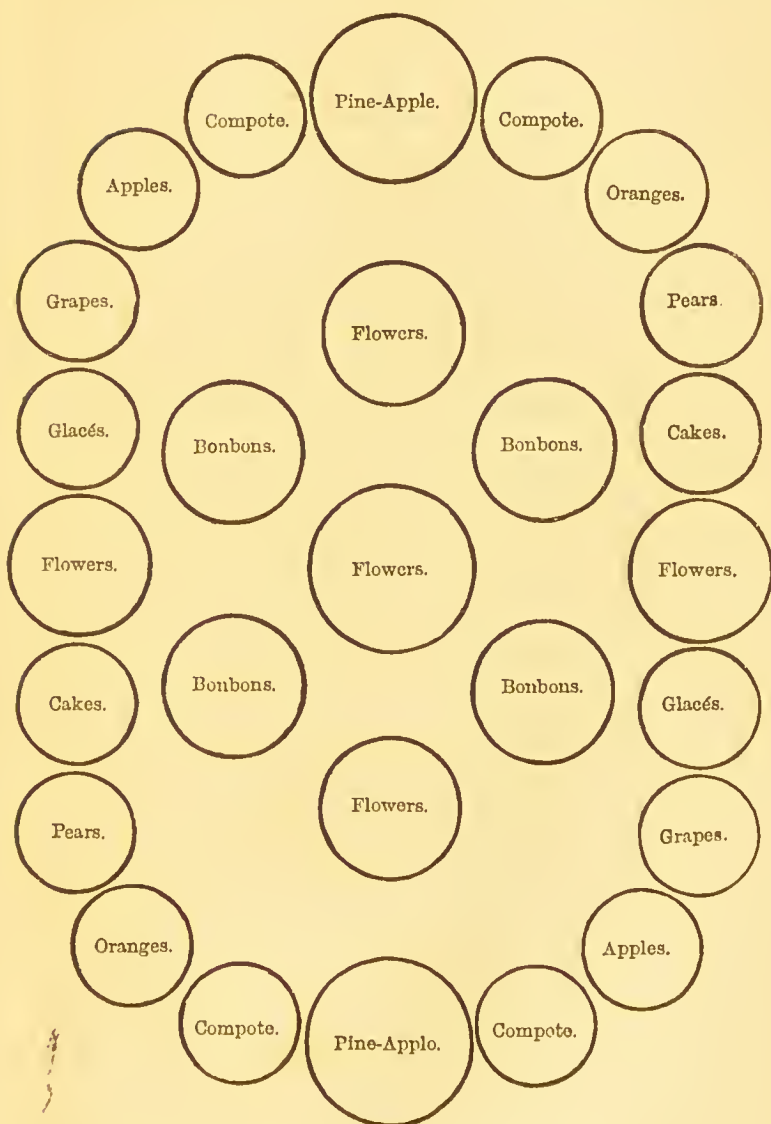 Pine-Apple.
Compote.
Compote.
Apples.
Oranges.
Grapes.
Pears.
Flowers.
Glacés.
Bonbons.
Bonbons.
Cakes.
Flowers.
Flowers.
Flowers.
Cakes.
Bonbons.
Bonbons.
Glacés.
Pears.
Flowers.
Grapes.
Oranges.
Apples.
Compote.
Pine-Apple.
Compote.